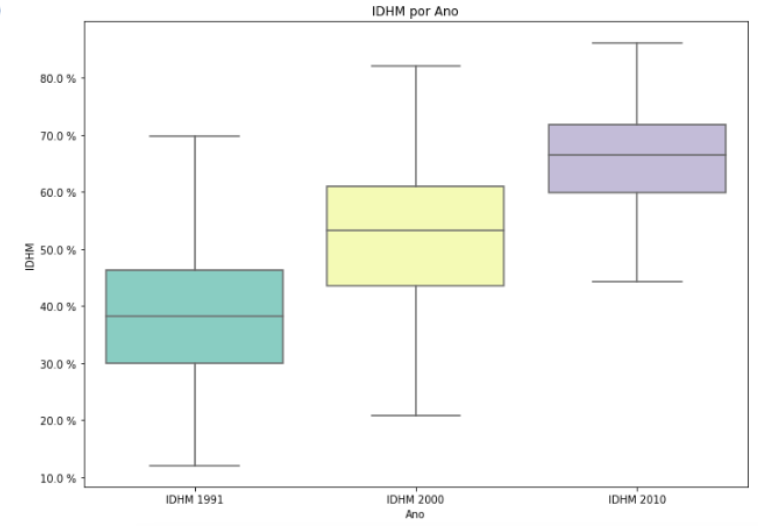 IDHM por Ano
IDHM
80.0 %
70.0 %
60.0 %
50.0 %
40.0 %
30.0 %
20.0 %
10.0 %
IDHM 1991
IDHM 2000
IDHM 2010
Ano